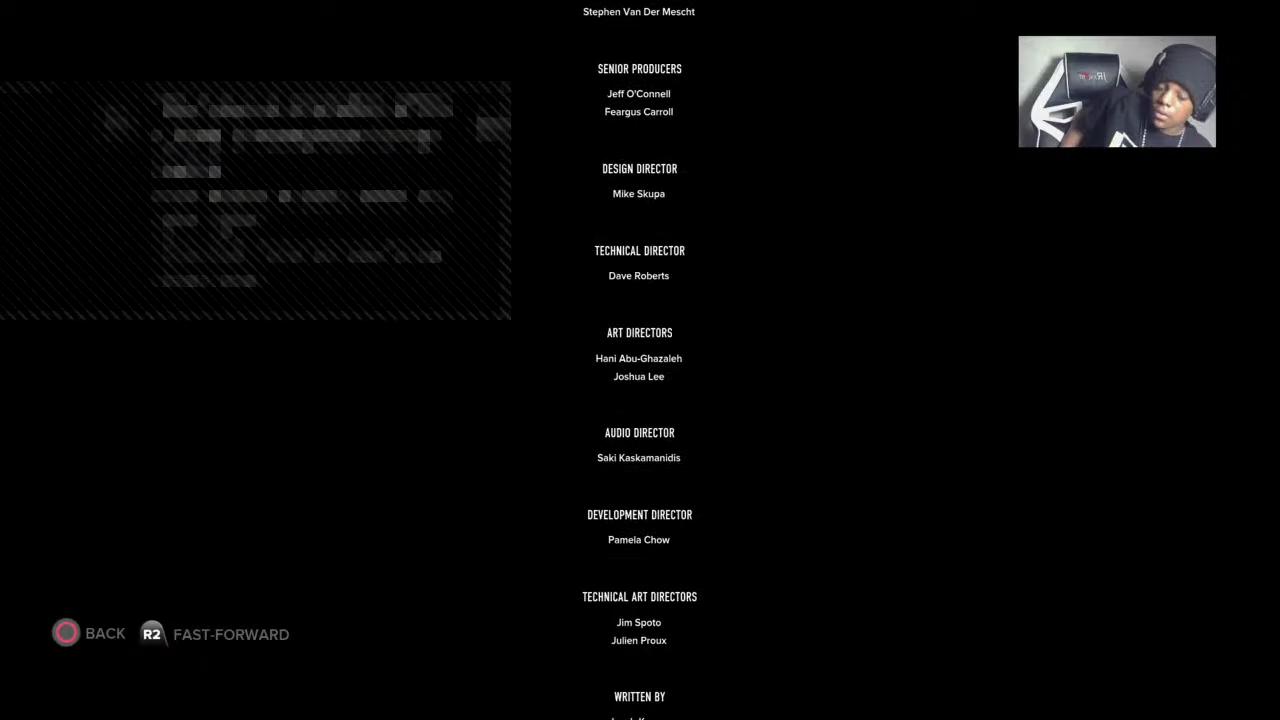 Stephen Van Der Mescht
SENIOR PRODUCERS
Jeff O'Connell
Feargus Carroll
DESIGN DIRECTOR
Mike Skupa
TECHNICAL DIRECTOR
Dave Roberts
ART DIRECTORS
Hani Abu-Ghazaleh
Joshua Lee
AUDIO DIRECTOR
Saki Kaskamanidis
DEVELOPMENT DIRECTOR
Pamela Chow
TECHNICAL ART DIRECTORS
Jim Spoto
Julien Proux
WRITTEN BY
BACK R2 FAST-FORWARD